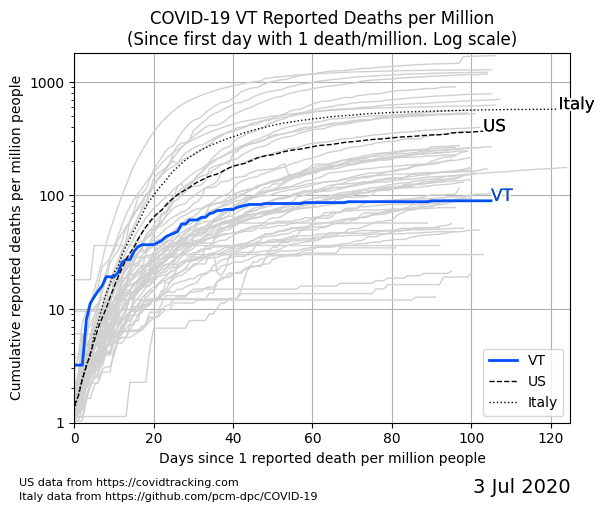 COVID-19 VT Reported Deaths per Million
(Since first day with 1 death/million. Log scale)
Cumulative reported deaths per million people
1000
100
10
1
Italy
US
VT
VT
US
Italy
0 20 40 60 80 100 120
Days since 1 reported death per million people
US data from https://covidtracking.com
Italy data from https://github.com/pcm-dpc/COVID-19
3 Jul 2020